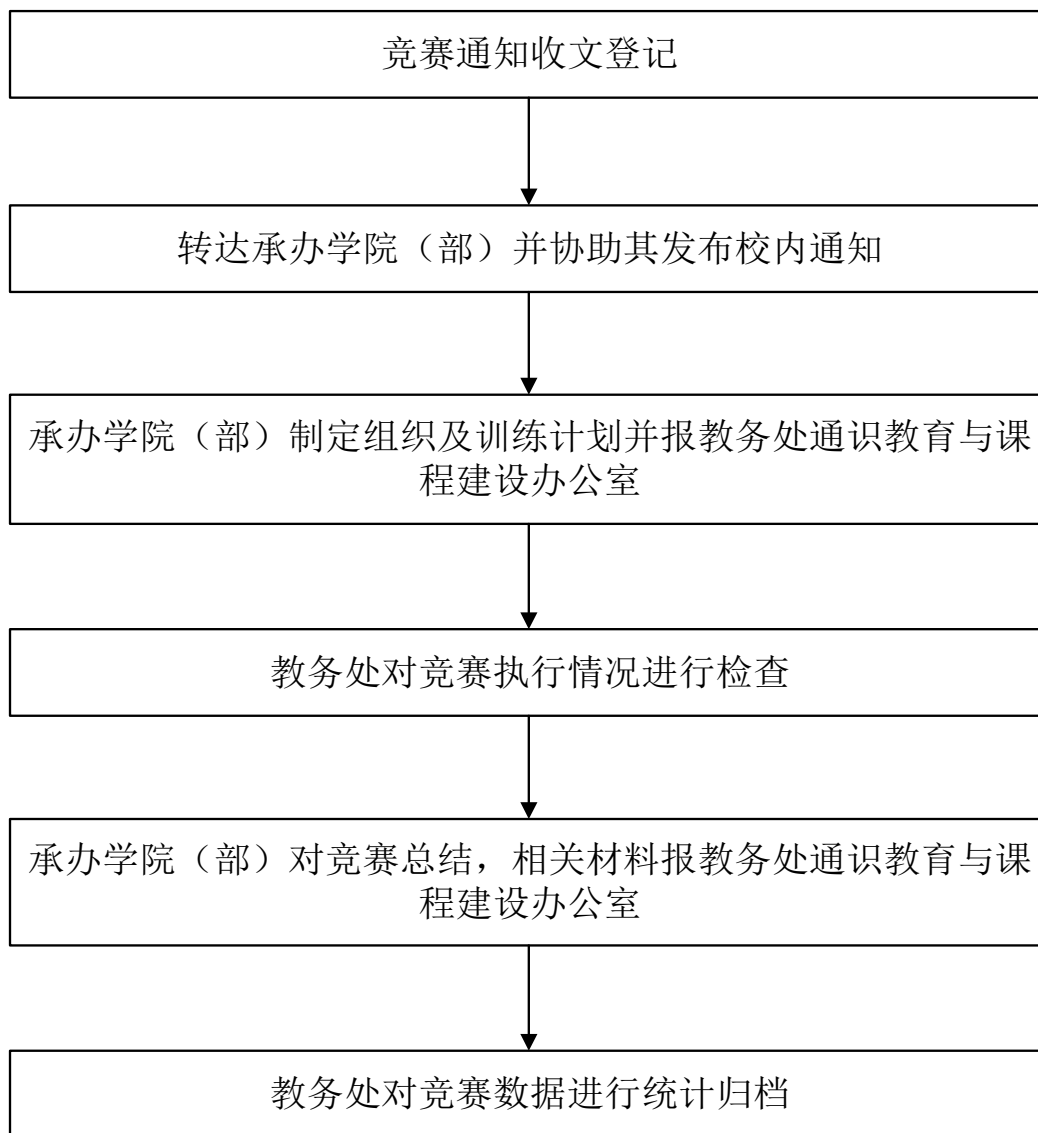 竞赛通知收文登记
转达承办学院（部）并协助其发布校内通知
承办学院（部）制定组织及训练计划并报教务处通识教育与课
程建设办公室
教务处对竞赛执行情况进行检查
承办学院（部）对竞赛总结，相关材料报教务处通识教育与课
程建设办公室
教务处对竞赛数据进行统计归档